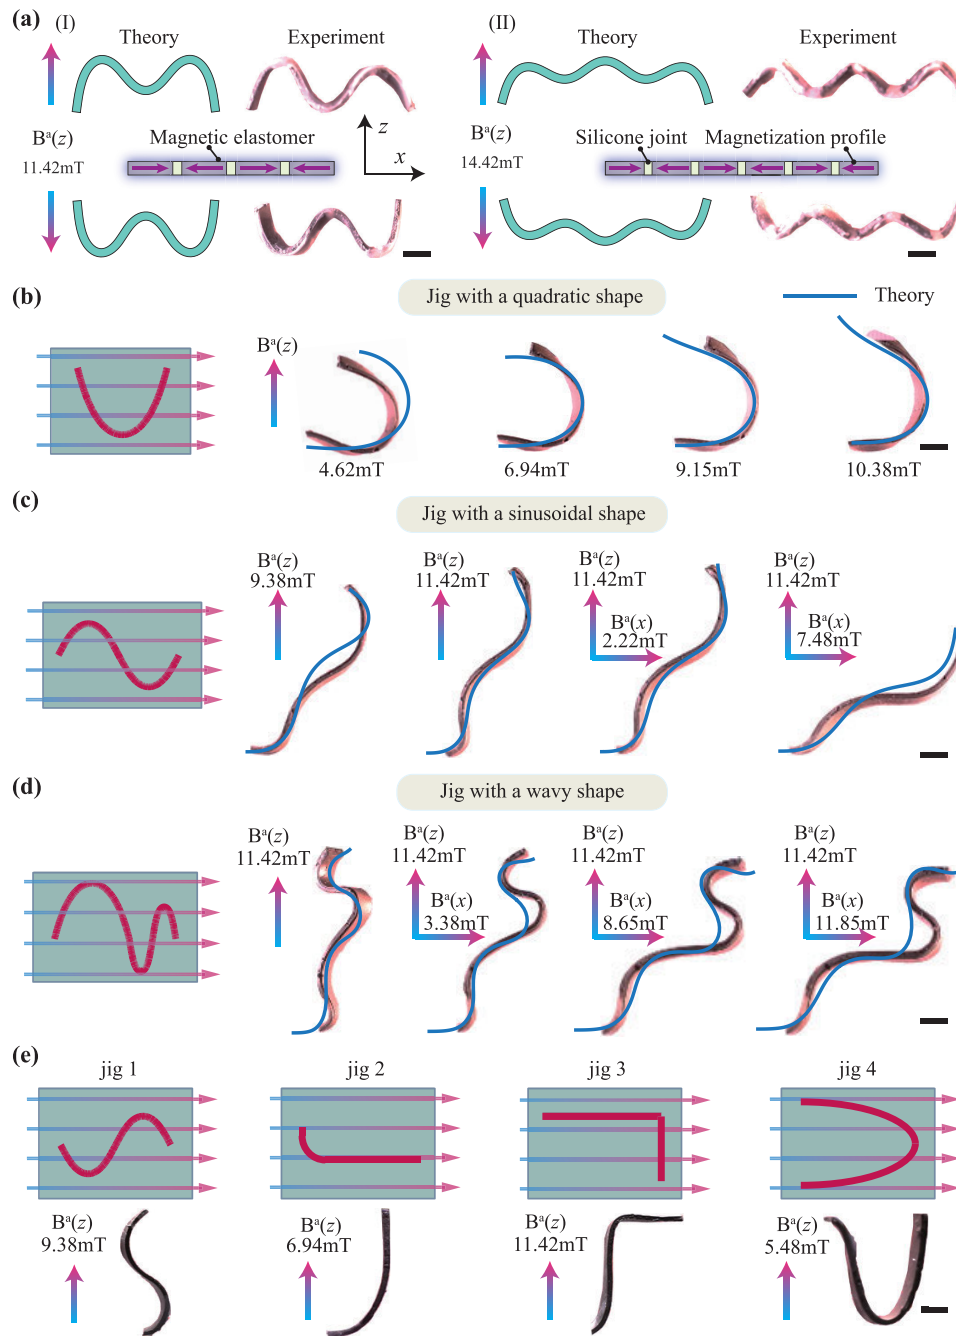 (a) (I) (II)
Theory Experiment Theory Experiment
Bᵃ(z)
11.42mT
Magnetic elastomer
z
x
Bᵃ(z)
14.42mT
Silicone joint Magnetization profile
(b) Jig with a quadratic shape Theory
Bᵃ(z)
4.62mT 6.94mT 9.15mT 10.38mT
(c) Jig with a sinusoidal shape
Bᵃ(z)
9.38mT
Bᵃ(z)
11.42mT
Bᵃ(z)
11.42mT
Bᵃ(x)
2.22mT
Bᵃ(z)
11.42mT
Bᵃ(x)
7.48mT
(d) Jig with a wavy shape
Bᵃ(z)
11.42mT
Bᵃ(z)
11.42mT
Bᵃ(x)
3.38mT
Bᵃ(z)
11.42mT
Bᵃ(x)
8.65mT
Bᵃ(z)
11.42mT
Bᵃ(x)
11.85mT
(e) jig 1 jig 2 jig 3 jig 4
Bᵃ(z)
9.38mT
Bᵃ(z)
6.94mT
Bᵃ(z)
11.42mT
Bᵃ(z)
5.48mT